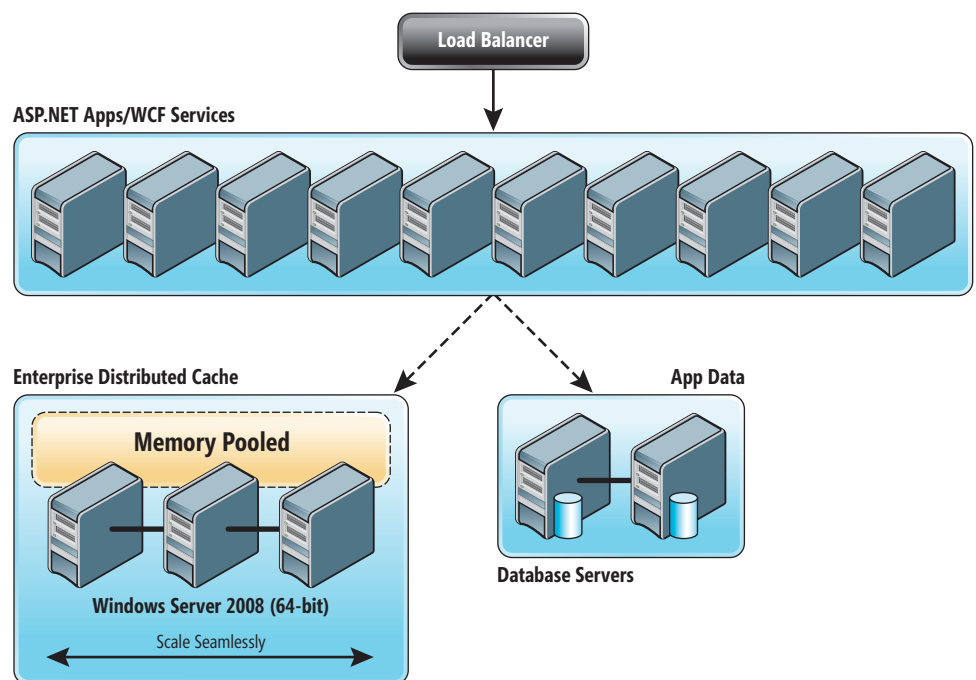 Load Balancer
ASP.NET Apps/WCF Services
Enterprise Distributed Cache
App Data
Memory Pooled
Database Servers
Windows Server 2008 (64-bit)
Scale Seamlessly